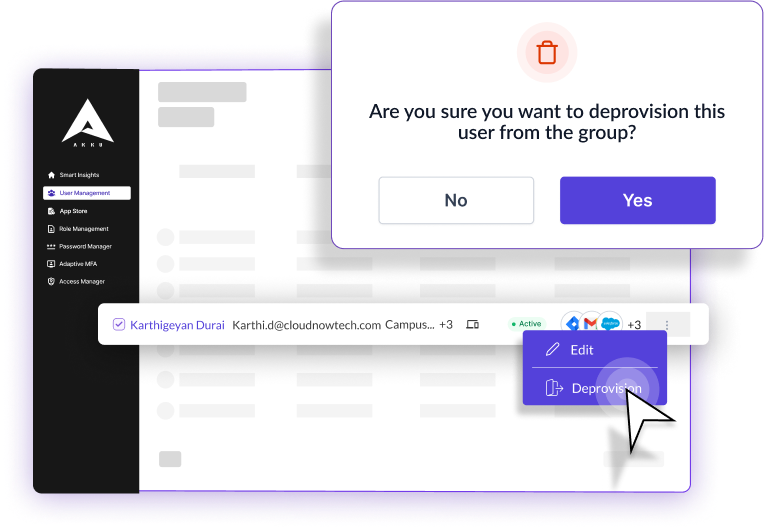 Are you sure you want to deprovision this
user from the group?
No
Yes
AKKU
Smart Insights
User Management
App Store
Role Management
Password Manager
Adaptive MFA
Access Manager
Karthigeyan Durai Karthi.d@cloudnowtech.com Campus... +3 Active +3
Edit
Deprovision